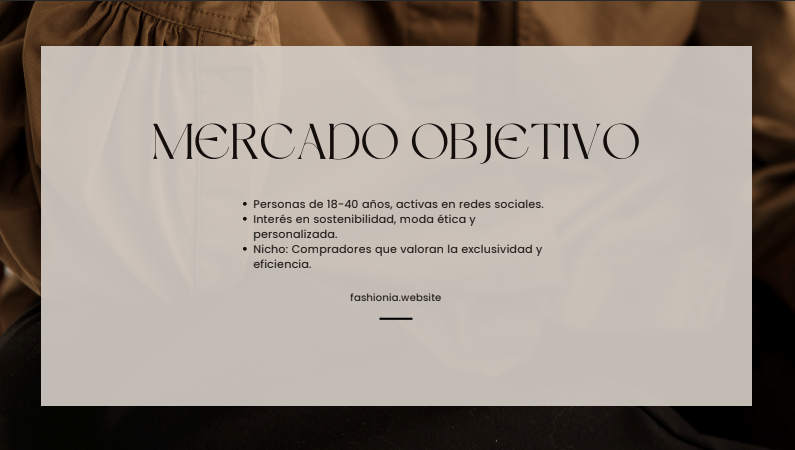 MERCADO OBJETIVO
• Personas de 18-40 años, activas en redes sociales.
• Interés en sostenibilidad, moda ética y
personalizada.
• Nicho: Compradores que valoran la exclusividad y
eficiencia.
fashionia.website